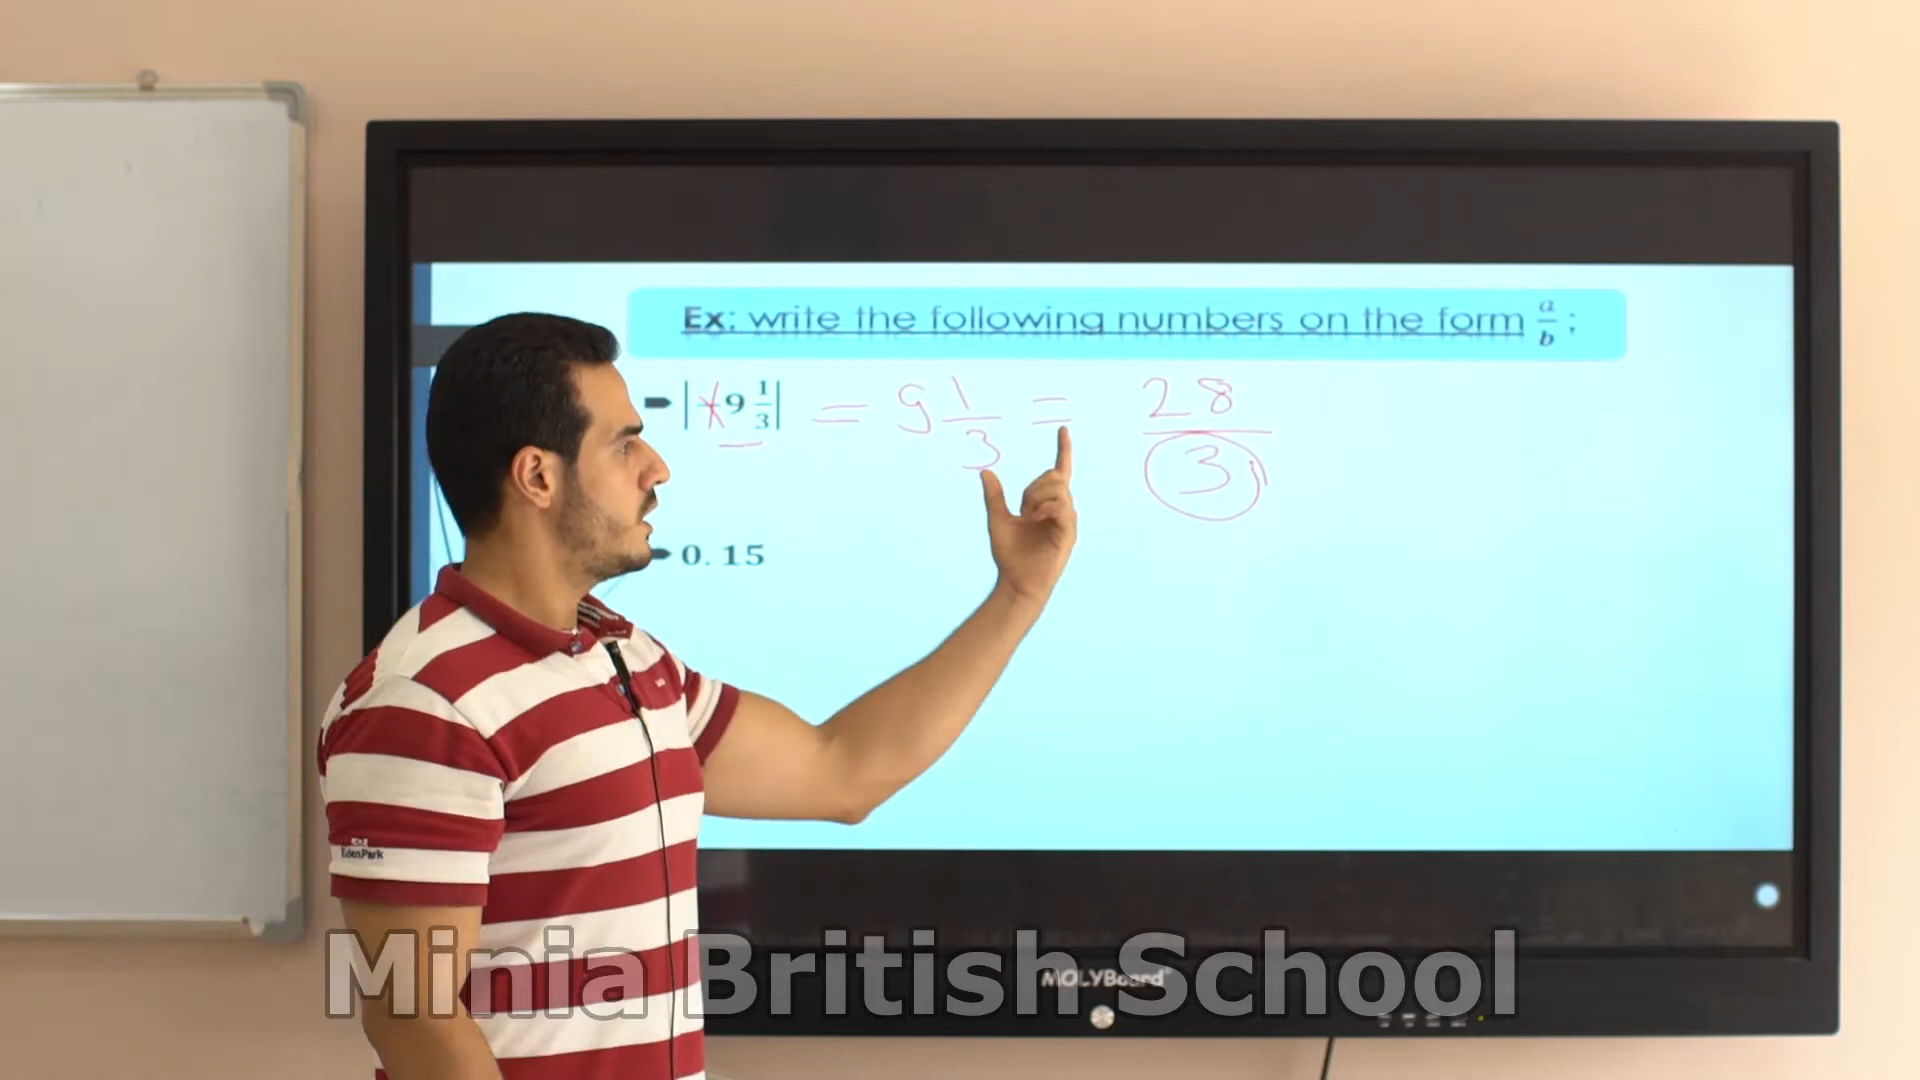 Ex: write the following numbers on the form a/b ;
|-9 1/3| = 9 1/3 = 28/3
0.15
EdenPark
MOLYBoard
Minia British School